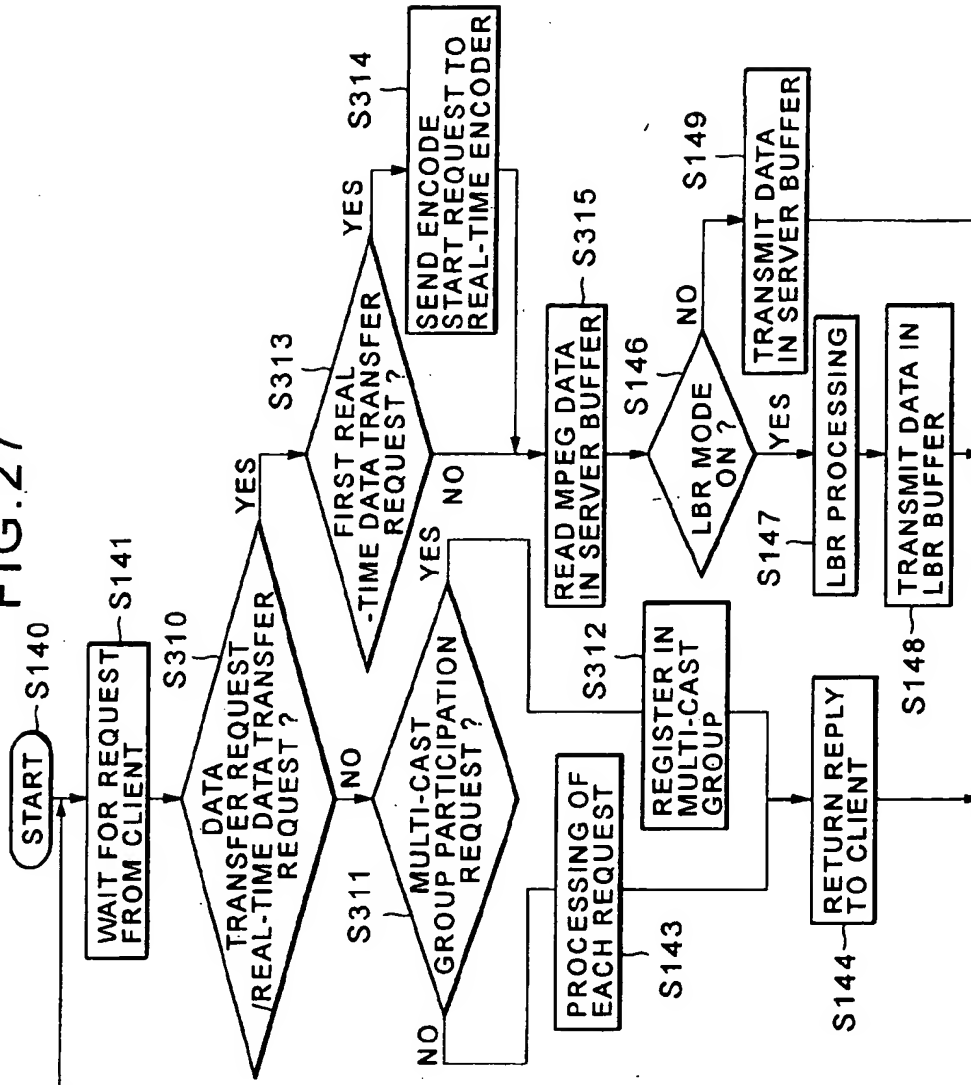 FIG.27
START
S140
WAIT FOR REQUEST
FROM CLIENT
S141
DATA
TRANSFER REQUEST
/REAL-TIME DATA TRANSFER
REQUEST ?
S310
YES
NO
MULTI-CAST
GROUP PARTICIPATION
REQUEST ?
S311
YES
NO
FIRST REAL
-TIME DATA TRANSFER
REQUEST ?
S313
YES
NO
SEND ENCODE
START REQUEST TO
REAL-TIME ENCODER
S314
PROCESSING OF
EACH REQUEST
S143
REGISTER IN
MULTI-CAST
GROUP
S312
READ MPEG DATA
IN SERVER BUFFER
S315
LBR MODE
ON ?
S146
NO
YES
TRANSMIT DATA
IN SERVER BUFFER
S149
LBR PROCESSING
S147
RETURN REPLY
TO CLIENT
S144
TRANSMIT DATA IN
LBR BUFFER
S148